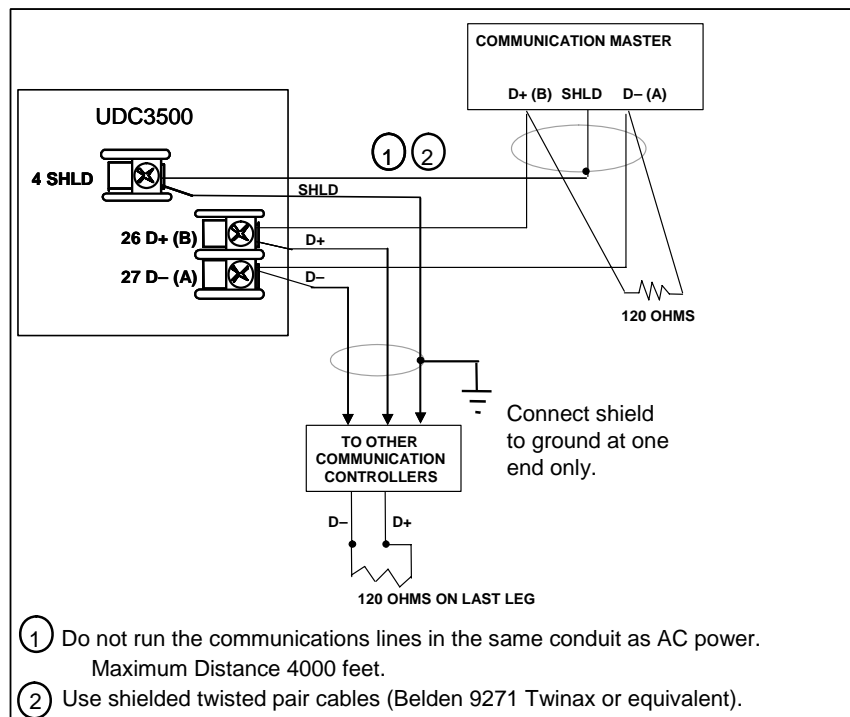 COMMUNICATION MASTER
D+ (B) SHLD D– (A)
UDC3500
1 2
4 SHLD
SHLD
26 D+ (B)
D+
27 D– (A)
D–
120 OHMS
Connect shield
to ground at one
end only.
TO OTHER
COMMUNICATION
CONTROLLERS
D– D+
120 OHMS ON LAST LEG
1 Do not run the communications lines in the same conduit as AC power.
Maximum Distance 4000 feet.
2 Use shielded twisted pair cables (Belden 9271 Twinax or equivalent).